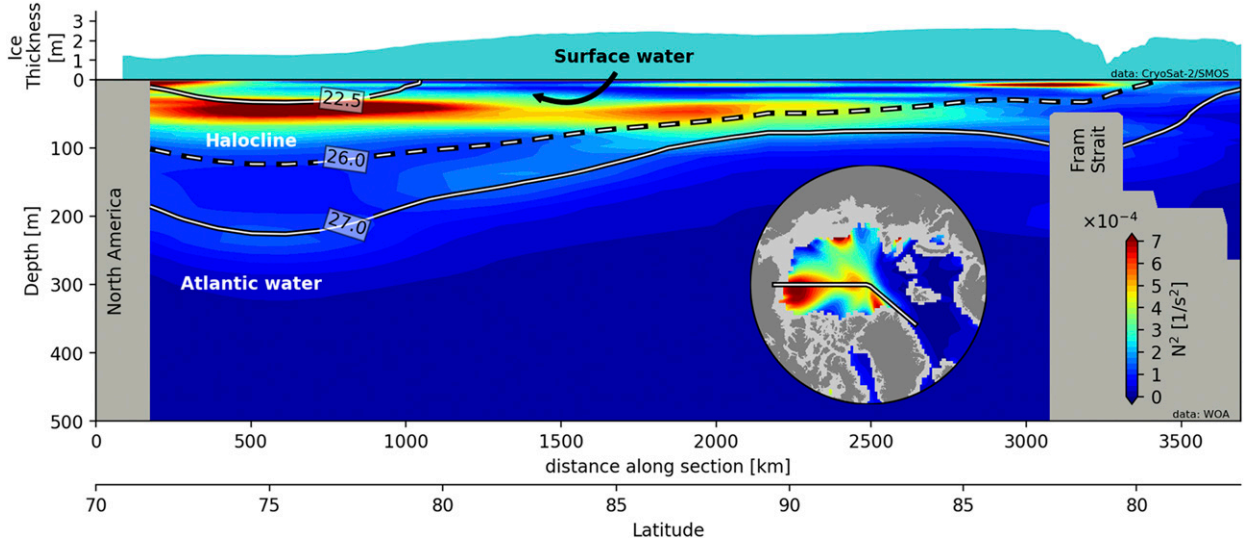 Ice
Thickness
[m]
3
2
1
0
Surface water
data: CryoSat-2/SMOS
22.5
Halocline
26.0
27.0
Atlantic water
North America
Fram
Strait
Depth [m]
100
200
300
400
500
×10⁻⁴
7
6
5
4
3
2
1
0
N² [1/s²]
data: WOA
0 500 1000 1500 2000 2500 3000 3500
distance along section [km]
70 75 80 85 90 85 80
Latitude